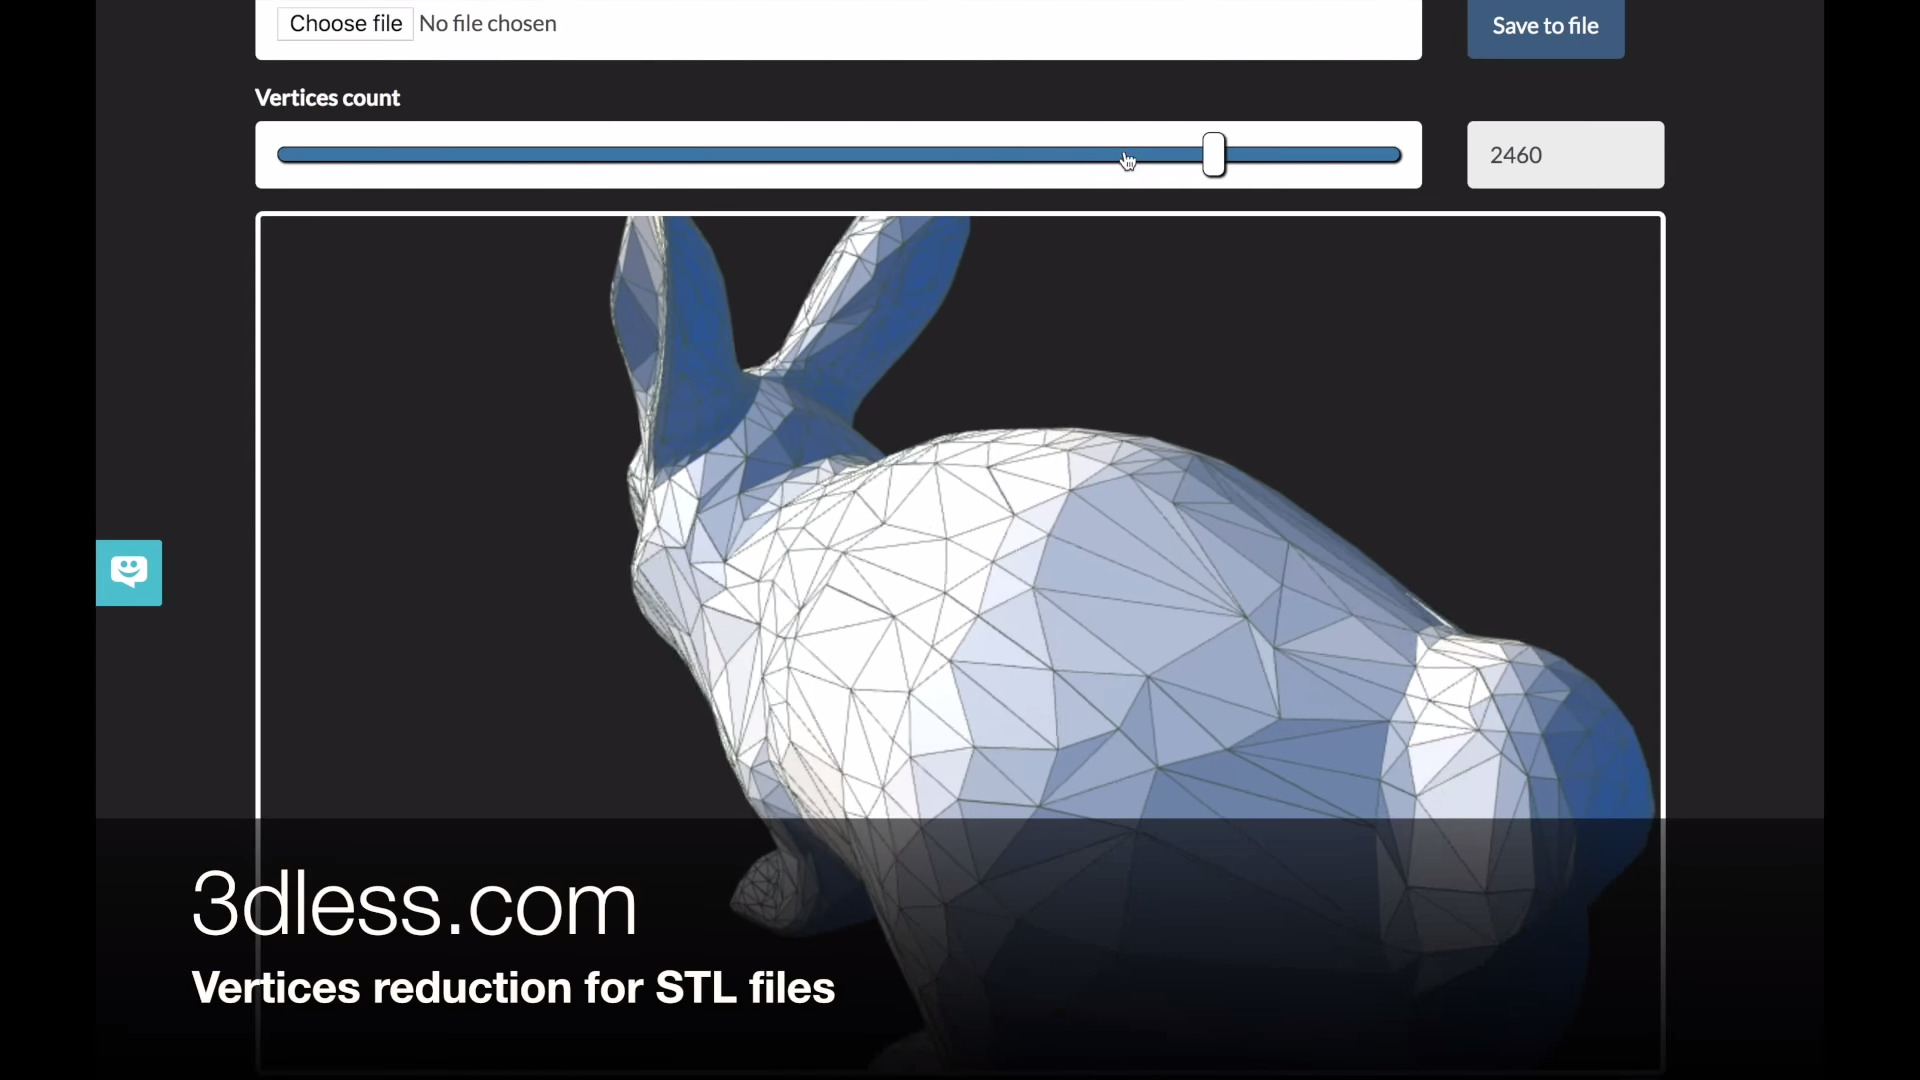 Choose file No file chosen
Save to file
Vertices count
2460
3dless.com
Vertices reduction for STL files